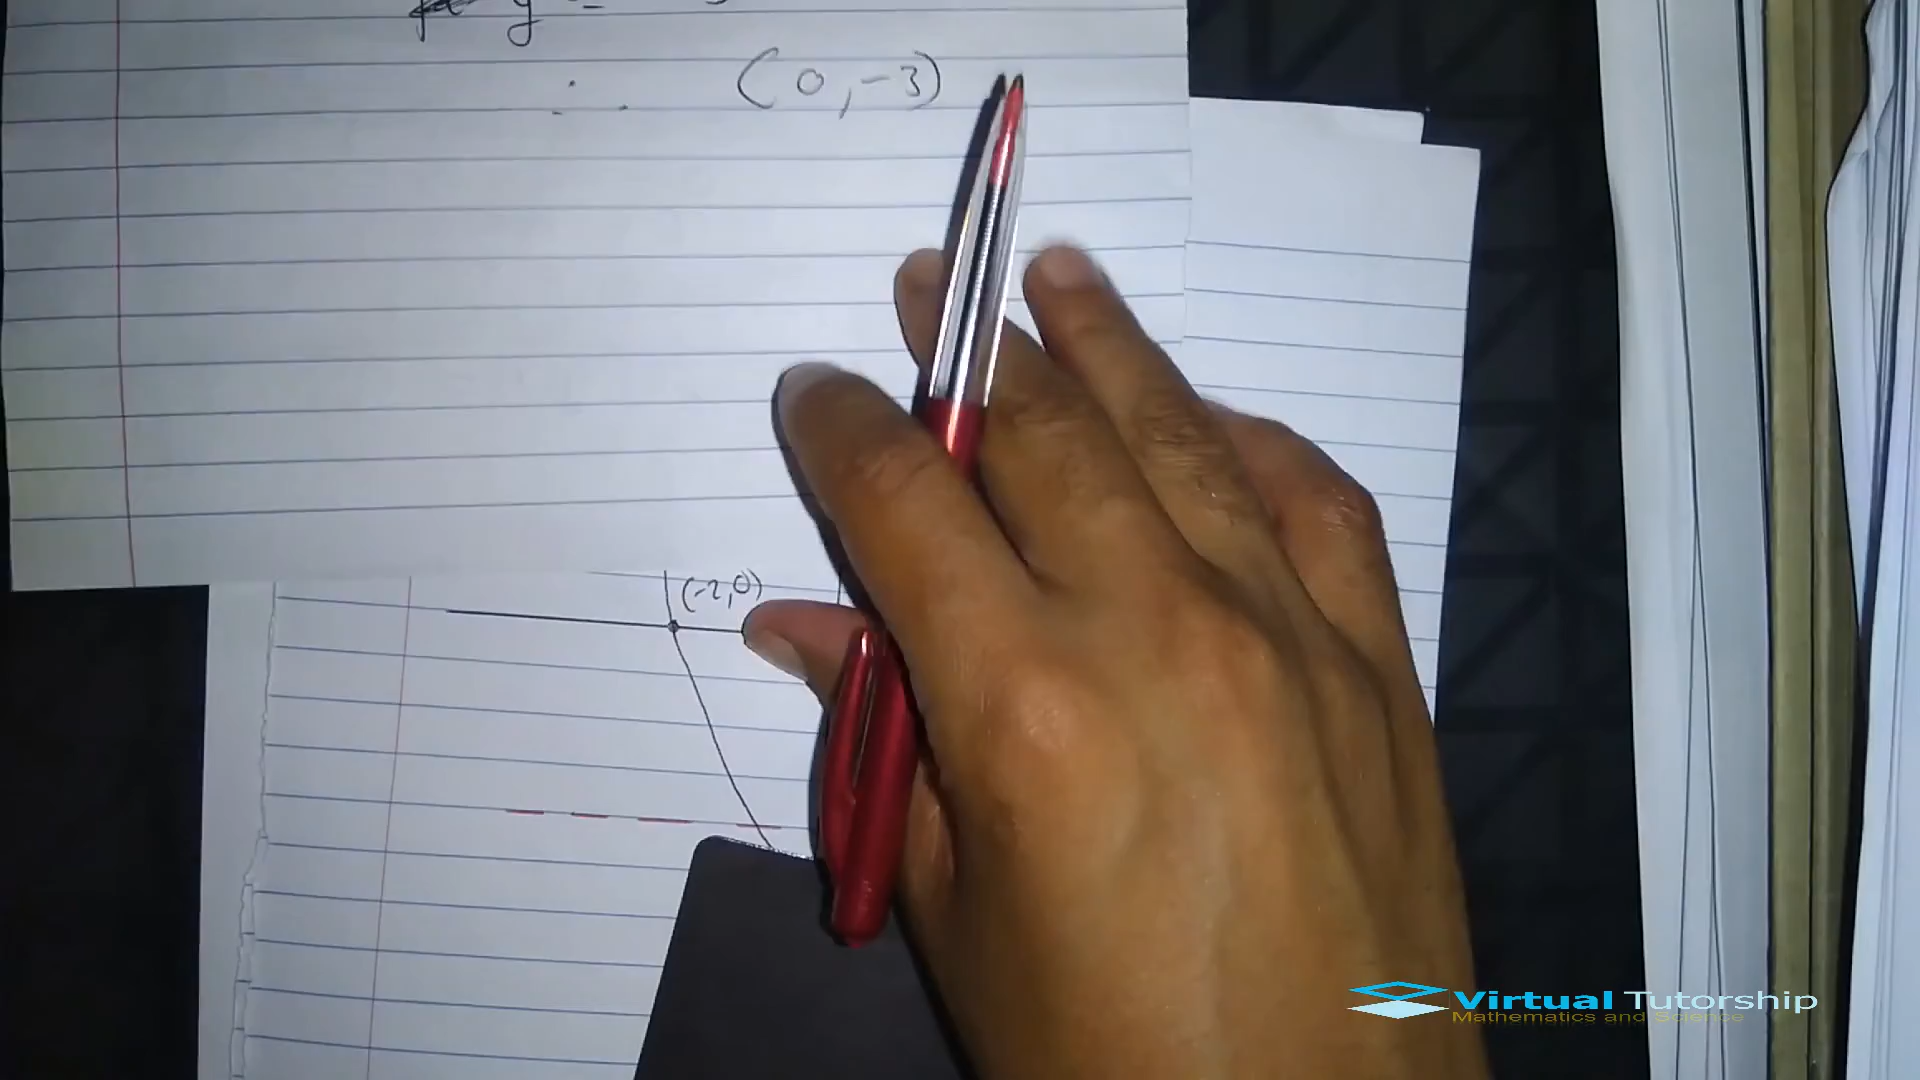 ∴ (0, -3)
(-2, 0)
Virtual Tutorship
Mathematics and Science